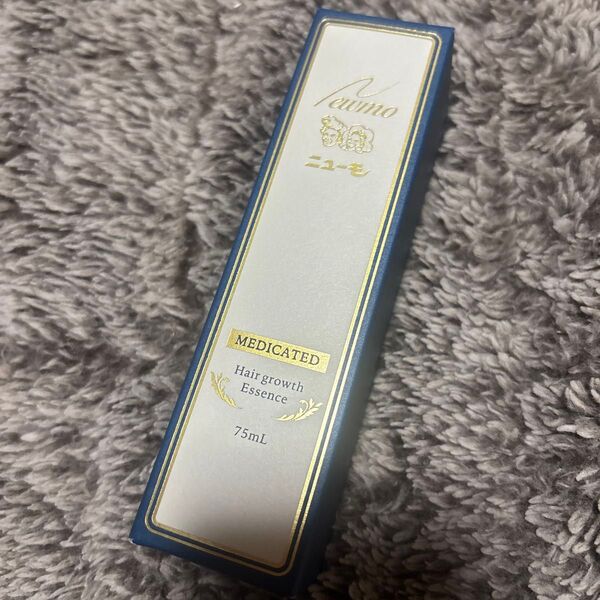 Newmo
ニューモ
MEDICATED
Hair growth
Essence
75mL